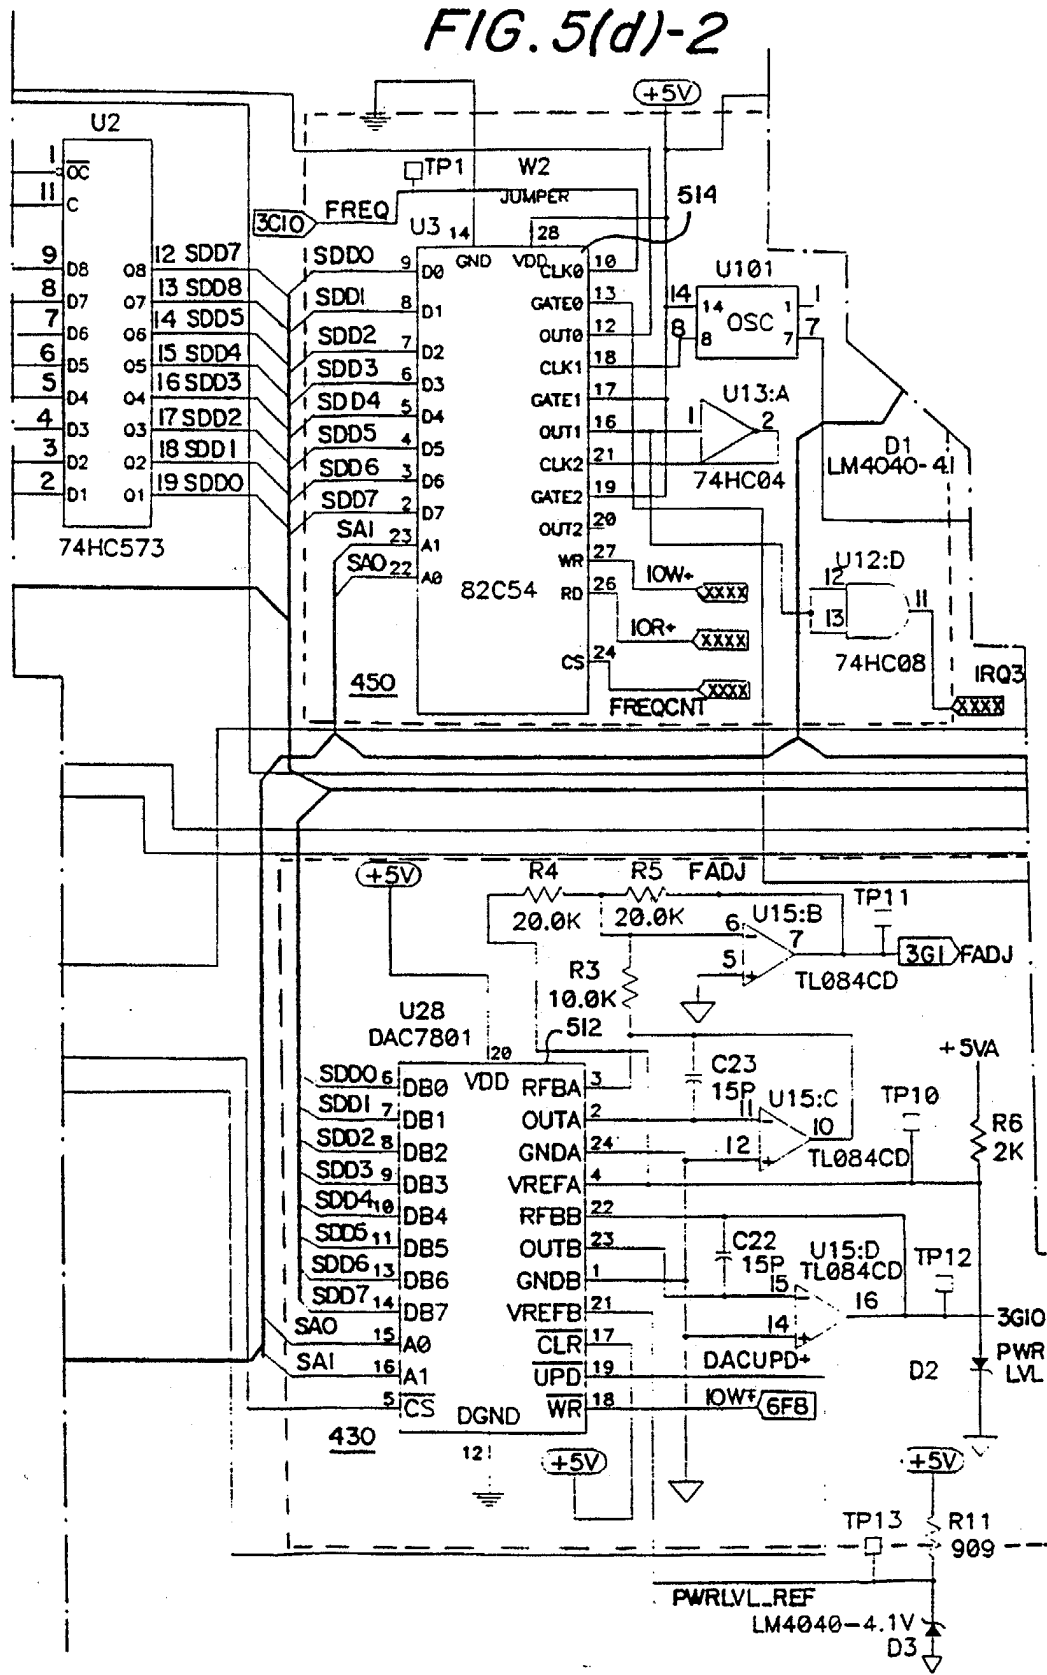 FIG. 5(d)-2
+5V
U2
1 OC
11 C
9 D8 O8 12 SDD7
8 D7 O7 13 SDD8
7 D6 O6 14 SDD5
6 D5 O5 15 SDD4
5 D4 O4 16 SDD3
4 D3 O3 17 SDD2
3 D2 O2 18 SDD1
2 D1 O1 19 SDD0
74HC573
TP1
W2
JUMPER
3C10 FREQ
U3
14 GND
28 VDD
514
SDD0 9 D0
SDD1 8 D1
SDD2 7 D2
SDD3 6 D3
SDD4 5 D4
SDD5 4 D5
SDD6 3 D6
SDD7 2 D7
SA1 23 A1
SA0 22 A0
CLK0 10
GATE0 13
OUT0 12
CLK1 18
GATE1 17
OUT1 16
CLK2 21
GATE2 19
OUT2 20
WR 27 IOW*
RD 26 IOR*
CS 24 FREQCNT
XXXX
XXXX
XXXX
82C54
450
U101
14 14 1 1
OSC
8 8 7 7
U13:A
1 2
74HC04
D1
LM4040-4.1
U12:D
12
13
11
74HC08
IRQ3
XXXX
+5V
R4
20.0K
R5
20.0K
FADJ
U15:B
6
5
7
TL084CD
TP11
3G1 FADJ
R3
10.0K
U28
DAC7801
512
20 VDD
SDD0 6 DB0
SDD1 7 DB1
SDD2 8 DB2
SDD3 9 DB3
SDD4 10 DB4
SDD5 11 DB5
SDD6 13 DB6
SDD7 14 DB7
SA0 15 A0
SA1 16 A1
5 CS
DGND
12
RFBA 3
OUTA 2
GNDA 24
VREFA 4
RFBB 22
OUTB 23
GNDB 1
VREFB 21
CLR 17
UPD 19 DACUPD*
WR 18 IOW* 6F8
430
+5V
C23
15P
U15:C
11
12
10
TL084CD
TP10
+5VA
R6
2K
C22
15P
U15:D
TL084CD
15
14
16
TP12
3G10
PWR
LVL
D2
+5V
TP13
R11
909
PWRLVL_REF
LM4040-4.1V
D3